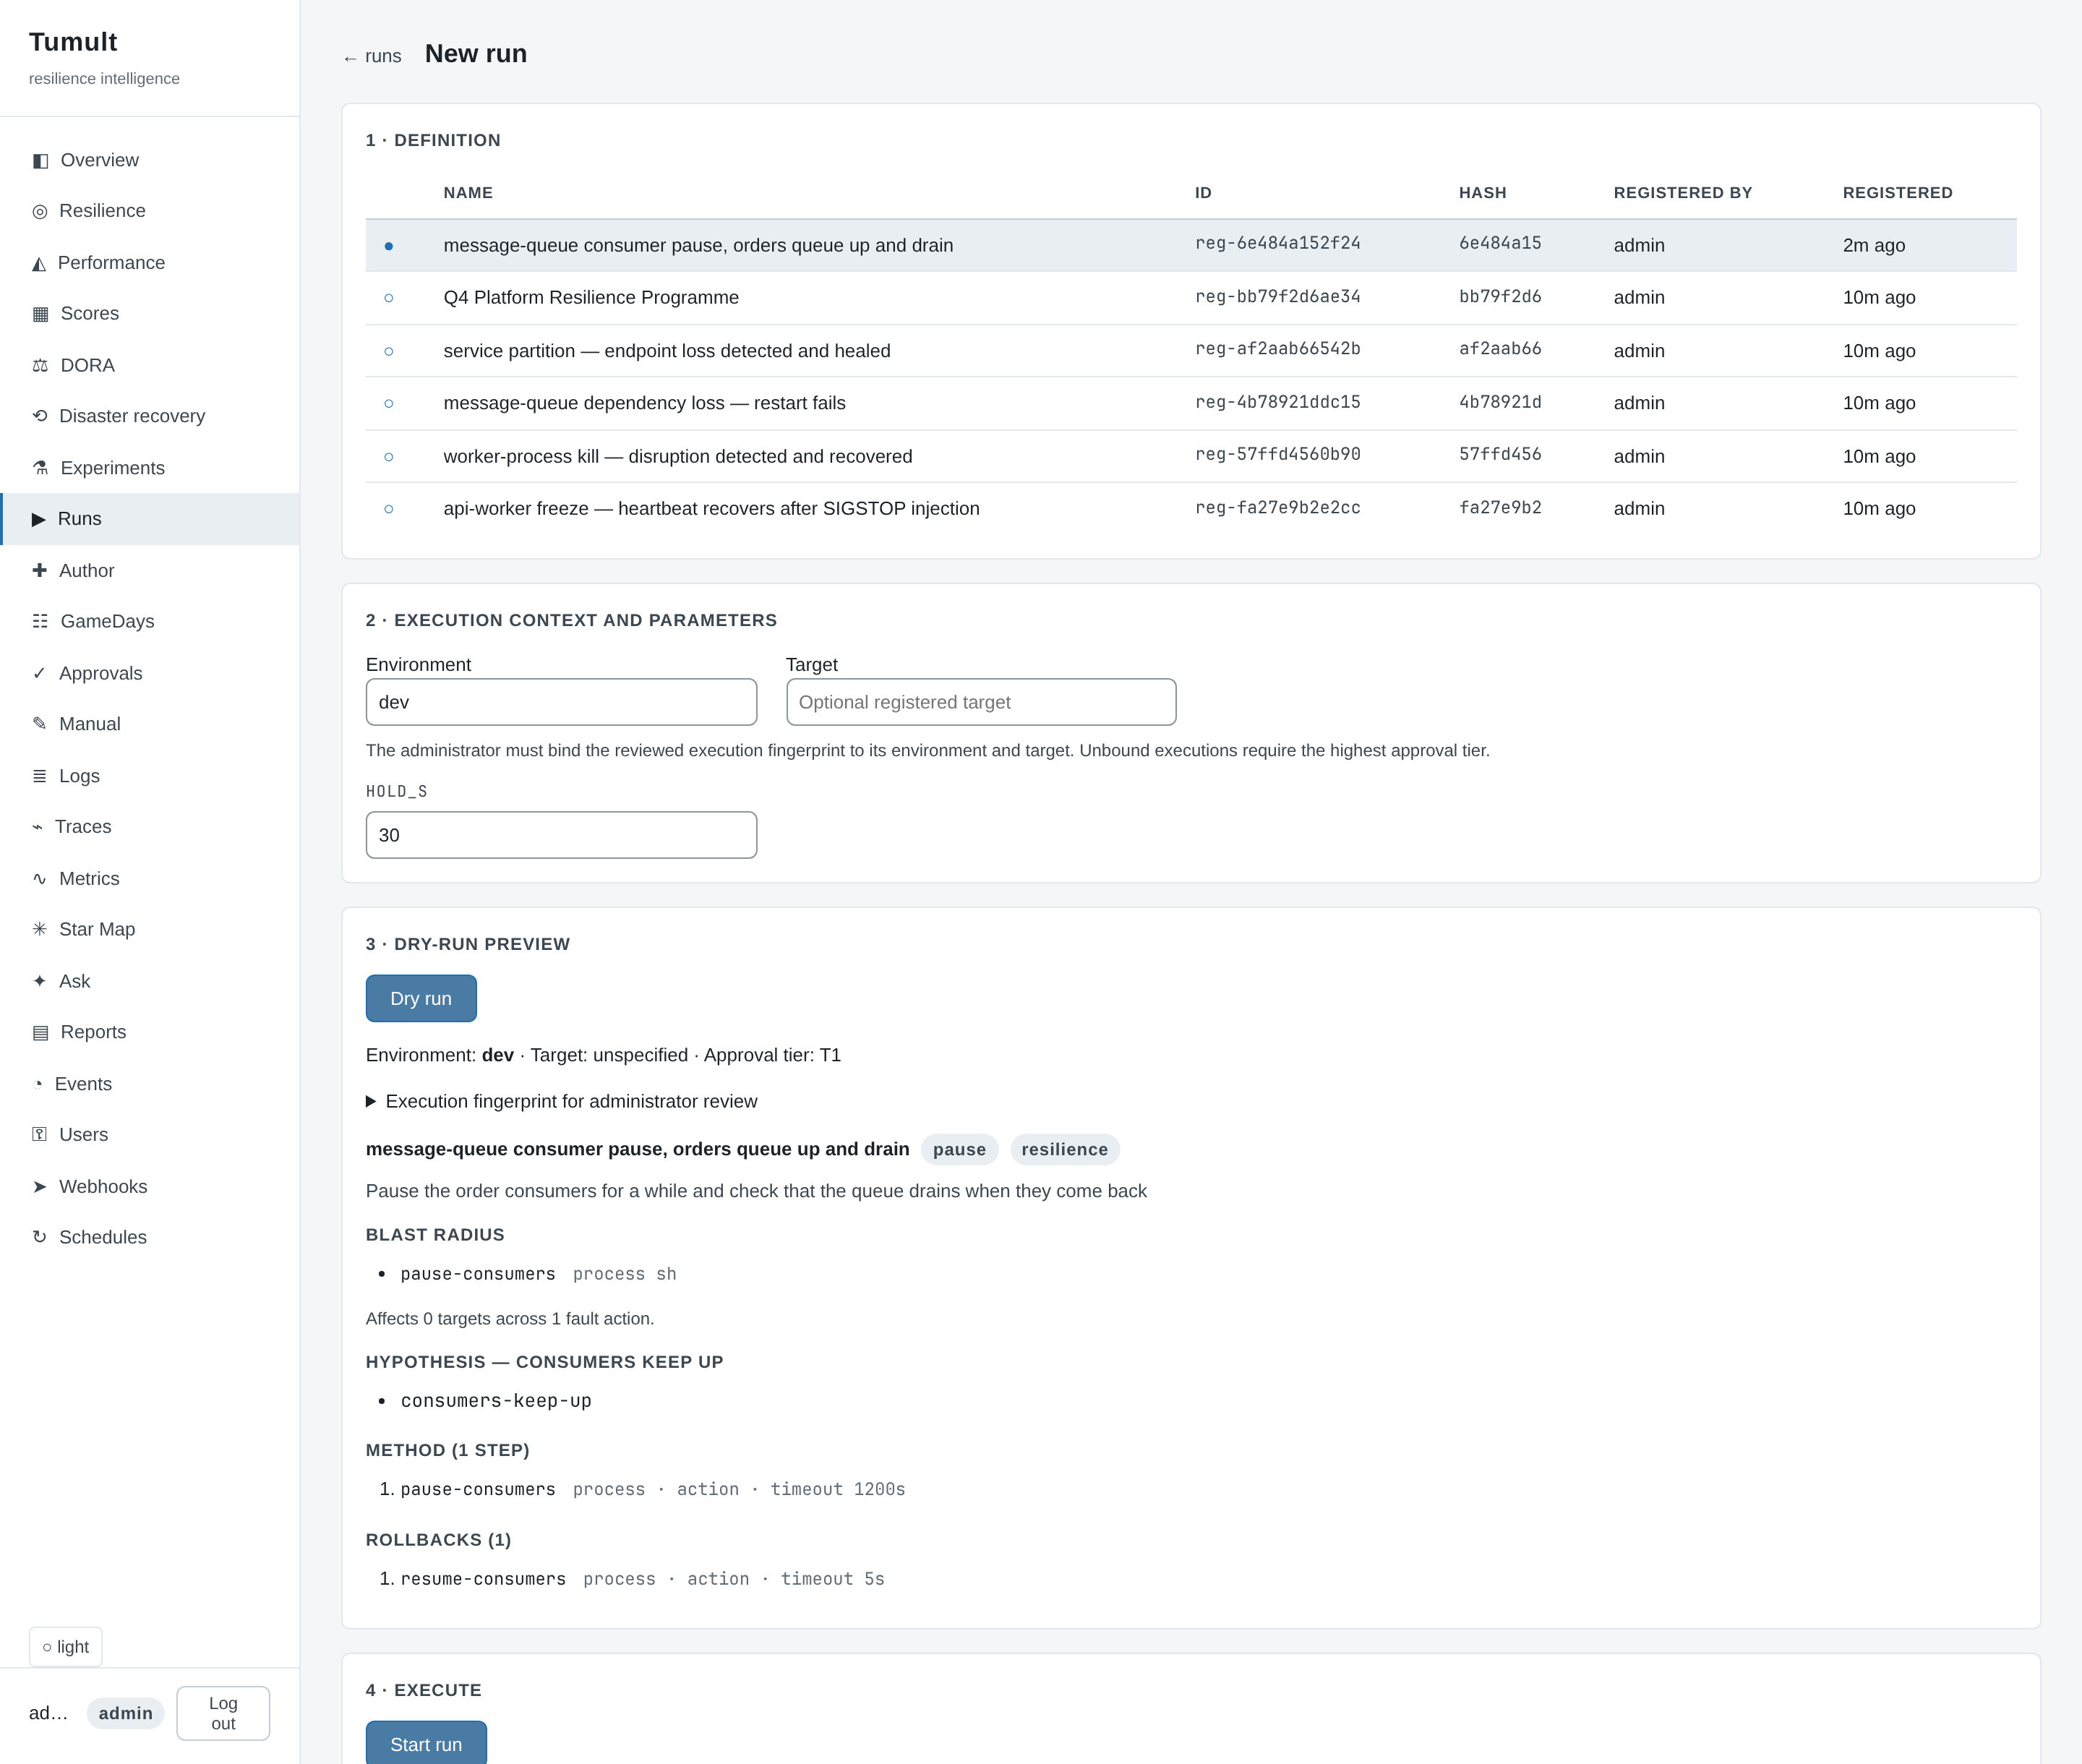 Tumult
resilience intelligence
Overview
Resilience
Performance
Scores
DORA
Disaster recovery
Experiments
Runs
Author
GameDays
Approvals
Manual
Logs
Traces
Metrics
Star Map
Ask
Reports
Events
Users
Webhooks
Schedules
○ light
ad… admin Log out
← runs New run
1 · DEFINITION
NAME ID HASH REGISTERED BY REGISTERED
message-queue consumer pause, orders queue up and drain reg-6e484a152f24 6e484a15 admin 2m ago
Q4 Platform Resilience Programme reg-bb79f2d6ae34 bb79f2d6 admin 10m ago
service partition — endpoint loss detected and healed reg-af2aab66542b af2aab66 admin 10m ago
message-queue dependency loss — restart fails reg-4b78921ddc15 4b78921d admin 10m ago
worker-process kill — disruption detected and recovered reg-57ffd4560b90 57ffd456 admin 10m ago
api-worker freeze — heartbeat recovers after SIGSTOP injection reg-fa27e9b2e2cc fa27e9b2 admin 10m ago
2 · EXECUTION CONTEXT AND PARAMETERS
Environment Target
dev Optional registered target
The administrator must bind the reviewed execution fingerprint to its environment and target. Unbound executions require the highest approval tier.
HOLD_S
30
3 · DRY-RUN PREVIEW
Dry run
Environment: dev · Target: unspecified · Approval tier: T1
▶ Execution fingerprint for administrator review
message-queue consumer pause, orders queue up and drain pause resilience
Pause the order consumers for a while and check that the queue drains when they come back
BLAST RADIUS
• pause-consumers process sh
Affects 0 targets across 1 fault action.
HYPOTHESIS — CONSUMERS KEEP UP
• consumers-keep-up
METHOD (1 STEP)
1. pause-consumers process · action · timeout 1200s
ROLLBACKS (1)
1. resume-consumers process · action · timeout 5s
4 · EXECUTE
Start run